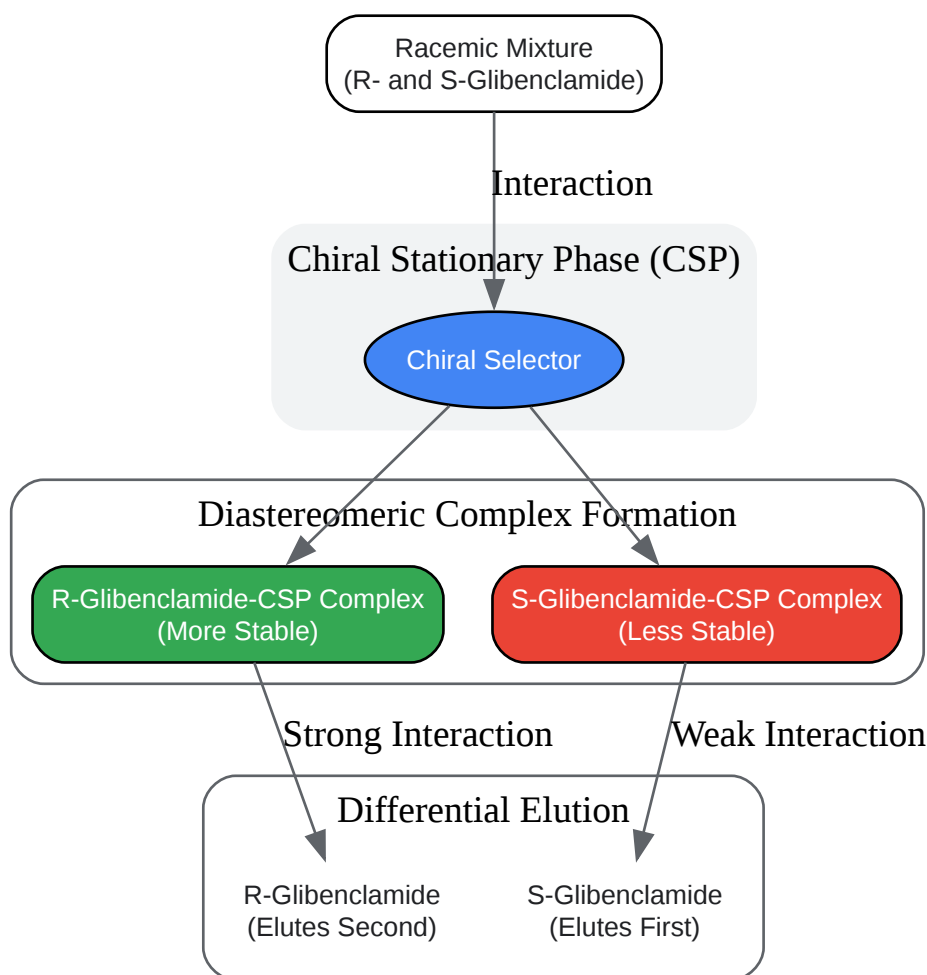 Racemic Mixture
(R- and S-Glibenclamide)
Interaction
Chiral Stationary Phase (CSP)
Chiral Selector
Diastereomeric Complex Formation
R-Glibenclamide-CSP Complex
(More Stable)
S-Glibenclamide-CSP Complex
(Less Stable)
Strong Interaction
Weak Interaction
Differential Elution
R-Glibenclamide
(Elutes Second)
S-Glibenclamide
(Elutes First)